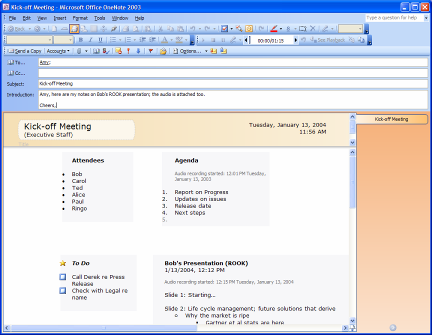 Kick-off Meeting - Microsoft Office OneNote 2003
File Edit View Insert Format Tools Window Help
Type a question for help
Back
00:00/01:15
See Playback
Send a Copy Accounts Options...
To... Amy;
Cc...
Subject: Kick-off Meeting
Introduction: Amy, here are my notes on Bob's ROOK presentation; the audio is attached too.
Cheers,
Kick-off Meeting
(Executive Staff)
Tuesday, January 13, 2004
11:56 AM
Kick-off Meeting
Attendees
• Bob
• Carol
• Ted
• Alice
• Paul
• Ringo
Agenda
Audio recording started: 12:01 PM Tuesday,
January 13, 2003
1. Report on Progress
2. Updates on issues
3. Release date
4. Next steps
5.
To Do
Call Derek re Press
Release
Check with Legal re
name
Bob's Presentation (ROOK)
1/13/2004, 12:12 PM
Audio recording started: 12:15 PM Tuesday, January 13, 2004
Slide 1: Starting...
Slide 2: Life cycle management; future solutions that derive
○ Why the market is ripe
• Gartner et al stats are here